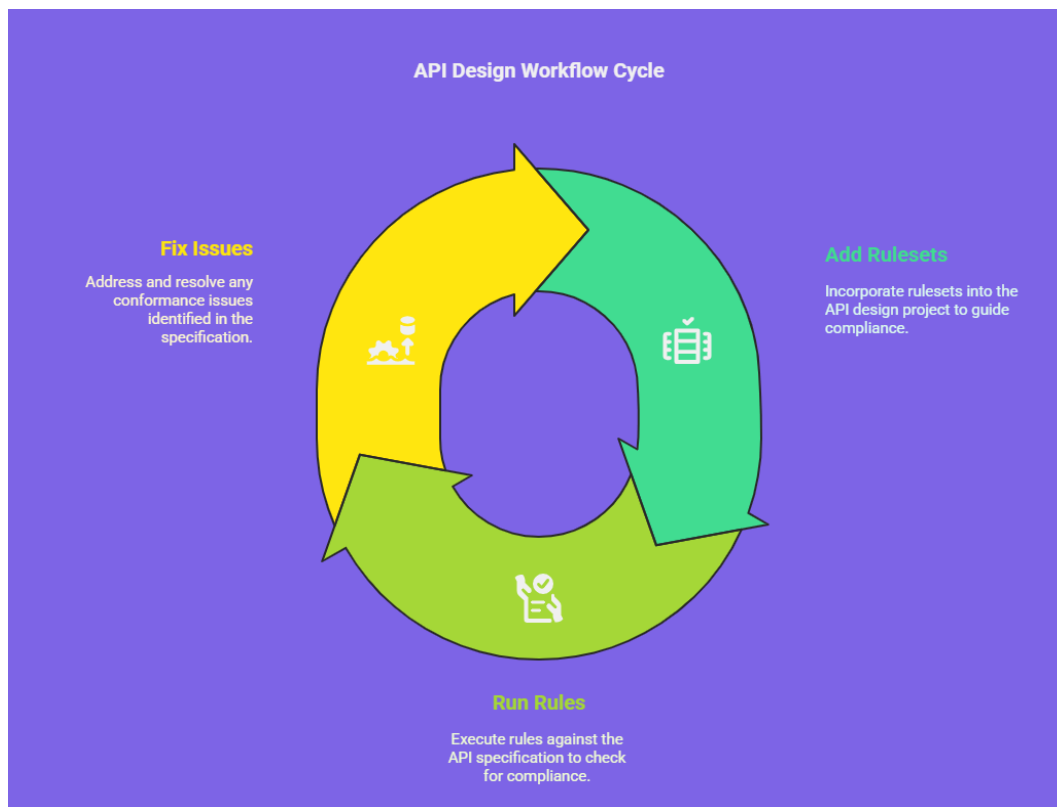 API Design Workflow Cycle
Fix Issues
Address and resolve any
conformance issues
identified in the
specification.
Add Rulesets
Incorporate rulesets into the
API design project to guide
compliance.
Run Rules
Execute rules against the
API specification to check
for compliance.